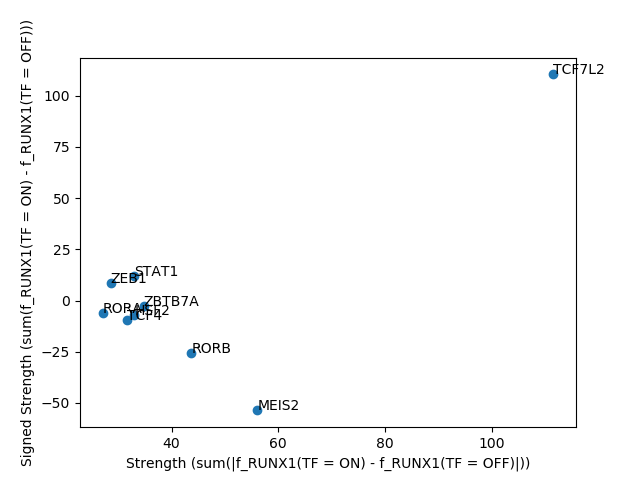 Signed Strength (sum(f_RUNX1(TF = ON) - f_RUNX1(TF = OFF)))
100
75
50
25
0
−25
−50
TCF7L2
STAT1
ZEB1
ZBTB7A
RORA
TCF4
RORB
MEIS2
40
60
80
100
Strength (sum(|f_RUNX1(TF = ON) - f_RUNX1(TF = OFF)|))